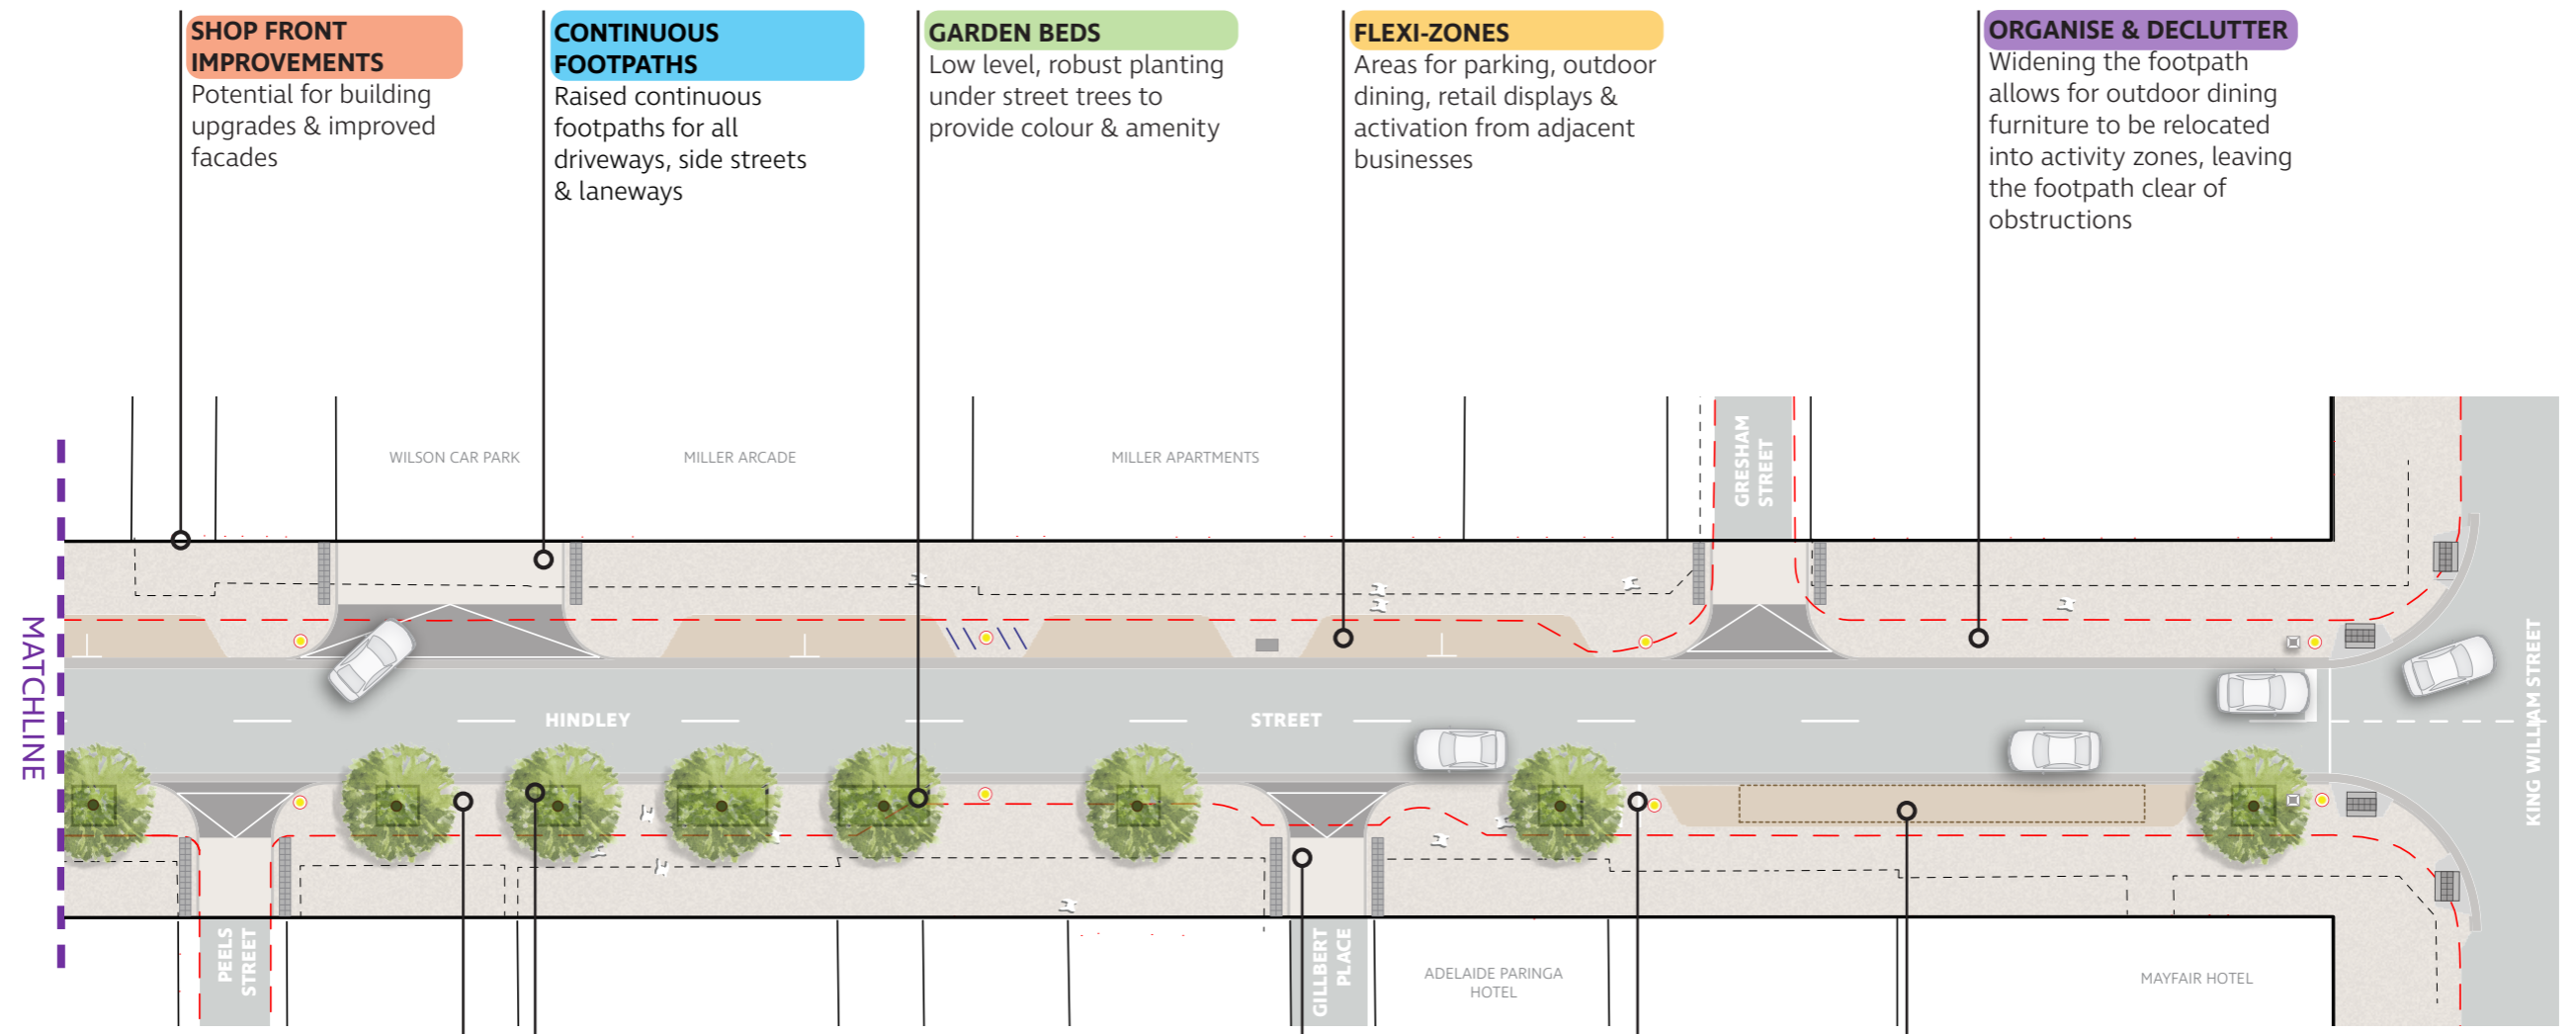 SHOP FRONT
IMPROVEMENTS
Potential for building
upgrades & improved
facades
CONTINUOUS
FOOTPATHS
Raised continuous
footpaths for all
driveways, side streets
& laneways
GARDEN BEDS
Low level, robust planting
under street trees to
provide colour & amenity
FLEXI-ZONES
Areas for parking, outdoor
dining, retail displays &
activation from adjacent
businesses
ORGANISE & DECLUTTER
Widening the footpath
allows for outdoor dining
furniture to be relocated
into activity zones, leaving
the footpath clear of
obstructions
WILSON CAR PARK
MILLER ARCADE
MILLER APARTMENTS
GRESHAM
STREET
MATCHLINE
HINDLEY STREET
KING WILLIAM STREET
PEELS
STREET
GILLBERT
PLACE
ADELAIDE PARINGA
HOTEL
MAYFAIR HOTEL